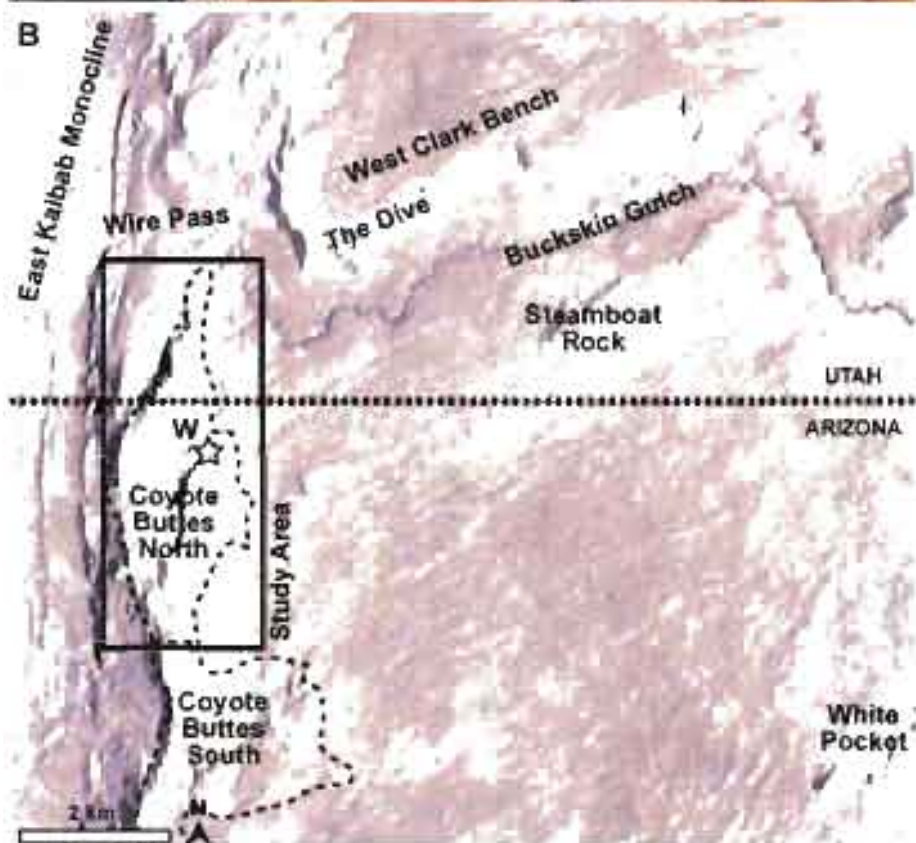 B
East Kaibab Monocline
West Clark Bench
Wire Pass
The Dive
Buckskin Gulch
Steamboat
Rock
UTAH
ARIZONA
W
Coyote
Buttes
North
Study Area
Coyote
Buttes
South
White
Pocket
2 km
N